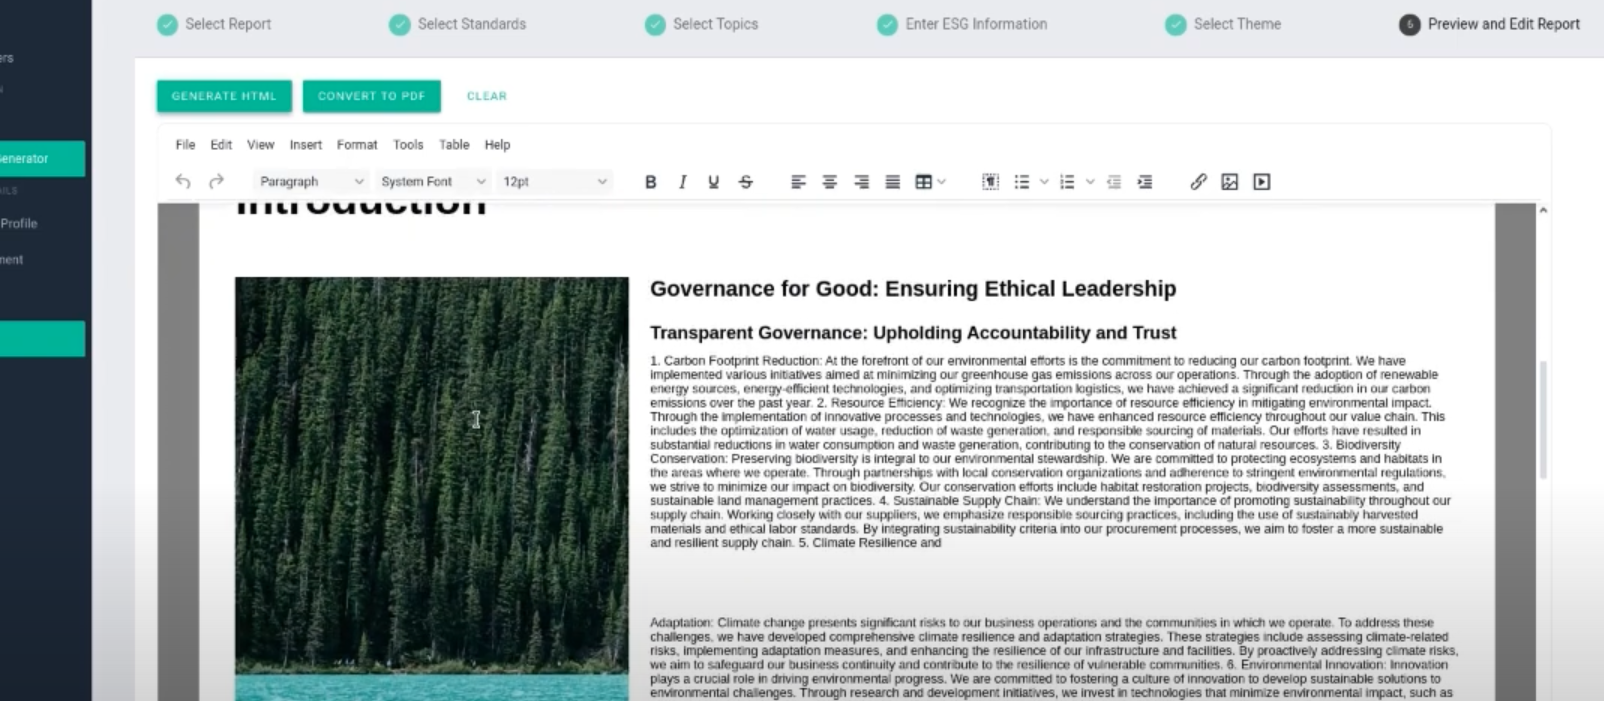 Select Report
Select Standards
Select Topics
Enter ESG Information
Select Theme
6 Preview and Edit Report
GENERATE HTML
CONVERT TO PDF
CLEAR
File Edit View Insert Format Tools Table Help
Paragraph System Font 12pt
Profile
Introduction
Governance for Good: Ensuring Ethical Leadership
Transparent Governance: Upholding Accountability and Trust
1. Carbon Footprint Reduction: At the forefront of our environmental efforts is the commitment to reducing our carbon footprint. We have
implemented various initiatives aimed at minimizing our greenhouse gas emissions across our operations. Through the adoption of renewable
energy sources, energy-efficient technologies, and optimizing transportation logistics, we have achieved a significant reduction in our carbon
emissions over the past year. 2. Resource Efficiency: We recognize the importance of resource efficiency in mitigating environmental impact.
Through the implementation of innovative processes and technologies, we have enhanced resource efficiency throughout our value chain. This
includes the optimization of water usage, reduction of waste generation, and responsible sourcing of materials. Our efforts have resulted in
substantial reductions in water consumption and waste generation, contributing to the conservation of natural resources. 3. Biodiversity
Conservation: Preserving biodiversity is integral to our environmental stewardship. We are committed to protecting ecosystems and habitats in
the areas where we operate. Through partnerships with local conservation organizations and adherence to stringent environmental regulations,
we strive to minimize our impact on biodiversity. Our conservation efforts include habitat restoration projects, biodiversity assessments, and
sustainable land management practices. 4. Sustainable Supply Chain: We understand the importance of promoting sustainability throughout our
supply chain. Working closely with our suppliers, we emphasize responsible sourcing practices, including the use of sustainably harvested
materials and ethical labor standards. By integrating sustainability criteria into our procurement processes, we aim to foster a more sustainable
and resilient supply chain. 5. Climate Resilience and
Adaptation: Climate change presents significant risks to our business operations and the communities in which we operate. To address these
challenges, we have developed comprehensive climate resilience and adaptation strategies. These strategies include assessing climate-related
risks, implementing adaptation measures, and enhancing the resilience of our infrastructure and facilities. By proactively addressing climate risks,
we aim to safeguard our business continuity and contribute to the resilience of vulnerable communities. 6. Environmental Innovation: Innovation
plays a crucial role in driving environmental progress. We are committed to fostering a culture of innovation to develop sustainable solutions to
environmental challenges. Through research and development initiatives, we invest in technologies that minimize environmental impact, such as